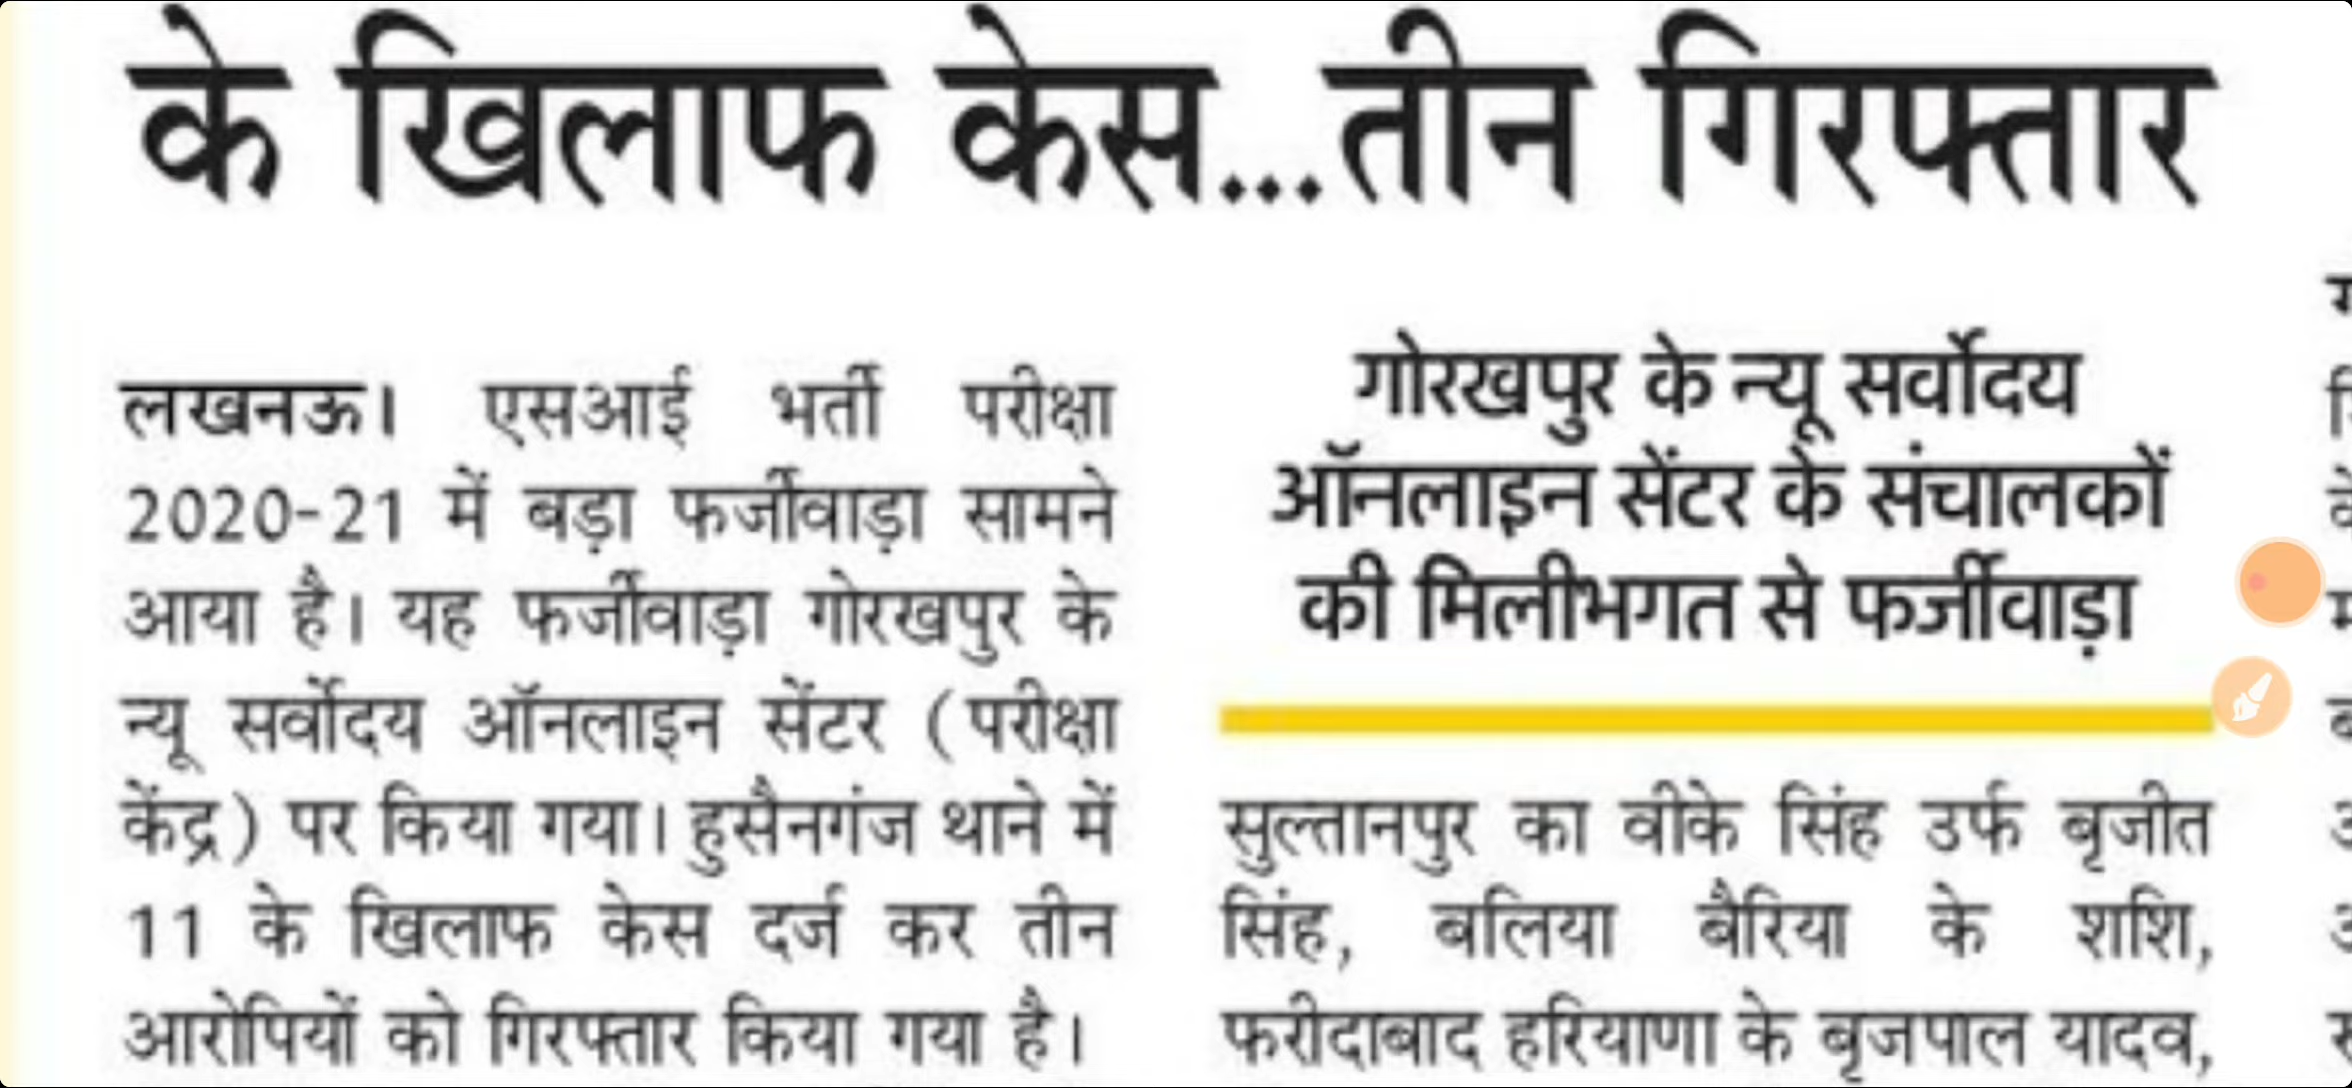 के खिलाफ केस...तीन गिरफ्तार
लखनऊ। एसआई भर्ती परीक्षा
2020-21 में बड़ा फर्जीवाड़ा सामने
आया है। यह फर्जीवाड़ा गोरखपुर के
न्यू सर्वोदय ऑनलाइन सेंटर (परीक्षा
केंद्र) पर किया गया। हुसैनगंज थाने में
11 के खिलाफ केस दर्ज कर तीन
आरोपियों को गिरफ्तार किया गया है।
गोरखपुर के न्यू सर्वोदय
ऑनलाइन सेंटर के संचालकों
की मिलीभगत से फर्जीवाड़ा
सुल्तानपुर का वीके सिंह उर्फ बृजीत
सिंह, बलिया बैरिया के शशि,
फरीदाबाद हरियाणा के बृजपाल यादव,